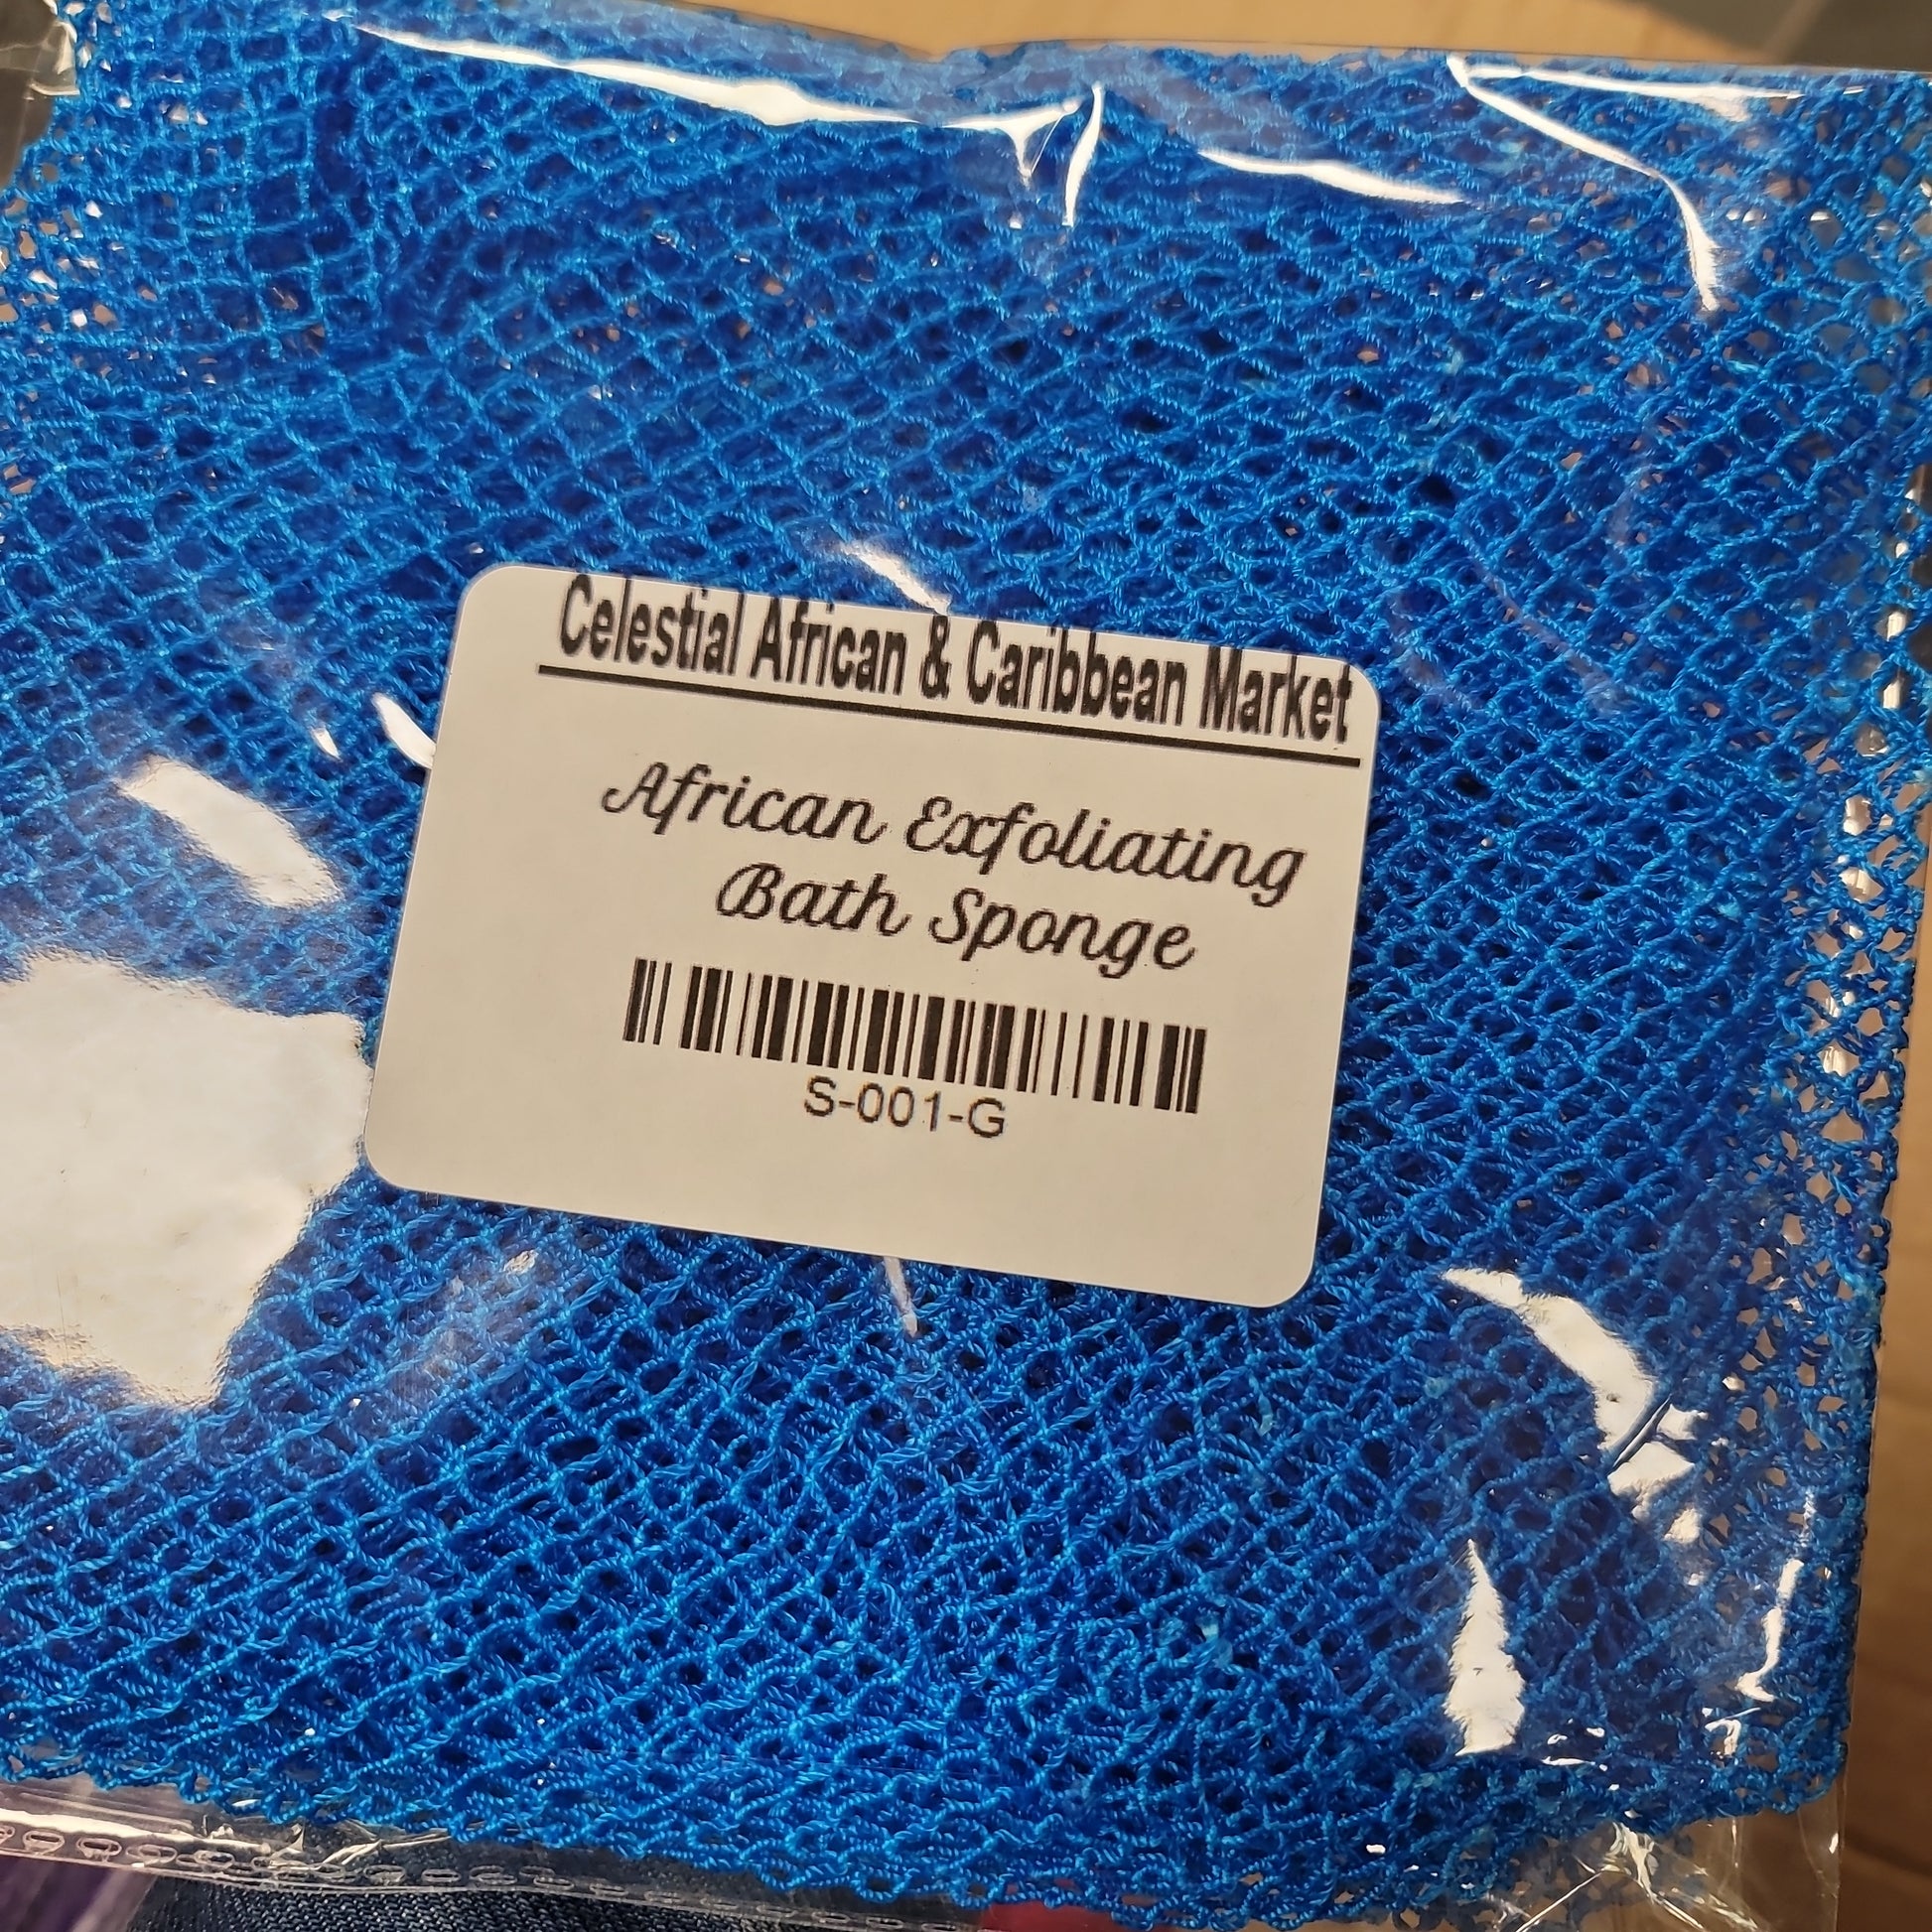 Celestial African & Caribbean Market
African Exfoliating
Bath Sponge
S-001-G